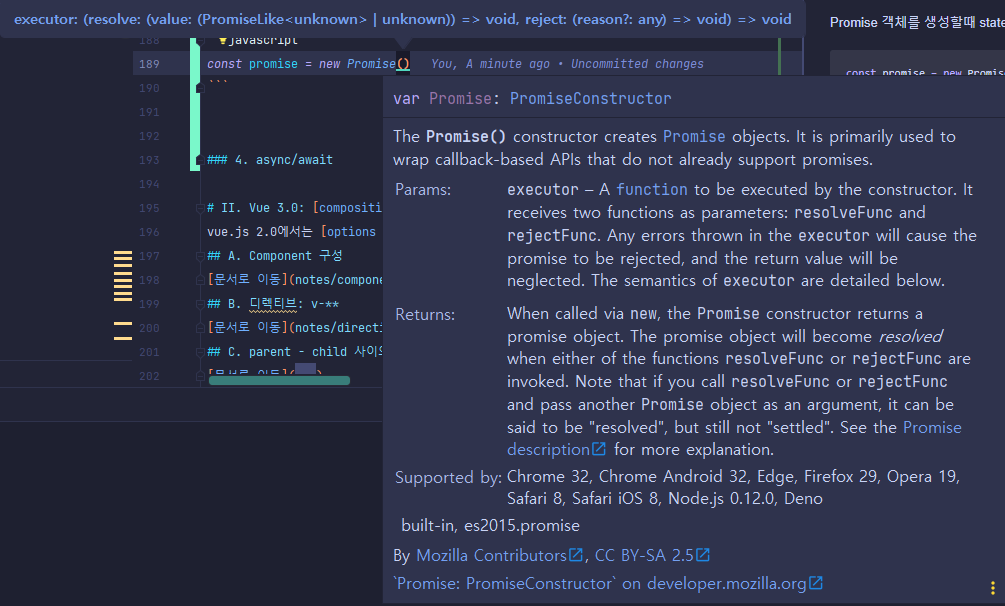 executor: (resolve: (value: (PromiseLike<unknown> | unknown)) => void, reject: (reason?: any) => void) => void
Promise 객체를 생성할때 state
188 javascript
189 const promise = new Promise() You, A minute ago • Uncommitted changes
const promise = new Promis
190 ```
191
192
193 ### 4. async/await
194
195 # II. Vue 3.0: [compositi
196 vue.js 2.0에서는 [options
197 ## A. Component 구성
198 [문서로 이동](notes/compone
199 ## B. 디렉티브: v-**
200 [문서로 이동](notes/directi
201 ## C. parent - child 사이의
202
var Promise: PromiseConstructor
The Promise() constructor creates Promise objects. It is primarily used to
wrap callback-based APIs that do not already support promises.
Params: executor – A function to be executed by the constructor. It
receives two functions as parameters: resolveFunc and
rejectFunc. Any errors thrown in the executor will cause the
promise to be rejected, and the return value will be
neglected. The semantics of executor are detailed below.
Returns: When called via new, the Promise constructor returns a
promise object. The promise object will become resolved
when either of the functions resolveFunc or rejectFunc are
invoked. Note that if you call resolveFunc or rejectFunc
and pass another Promise object as an argument, it can be
said to be "resolved", but still not "settled". See the Promise
description for more explanation.
Supported by: Chrome 32, Chrome Android 32, Edge, Firefox 29, Opera 19,
Safari 8, Safari iOS 8, Node.js 0.12.0, Deno
built-in, es2015.promise
By Mozilla Contributors, CC BY-SA 2.5
`Promise: PromiseConstructor` on developer.mozilla.org